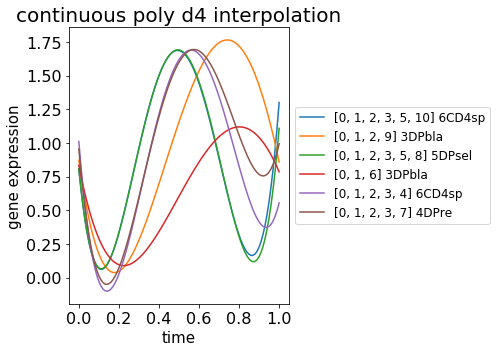 continuous poly d4 interpolation
gene expression
1.75
1.50
1.25
1.00
0.75
0.50
0.25
0.00
0.0 0.2 0.4 0.6 0.8 1.0
time
[0, 1, 2, 3, 5, 10] 6CD4sp
[0, 1, 2, 9] 3DPbla
[0, 1, 2, 3, 5, 8] 5DPsel
[0, 1, 6] 3DPbla
[0, 1, 2, 3, 4] 6CD4sp
[0, 1, 2, 3, 7] 4DPre